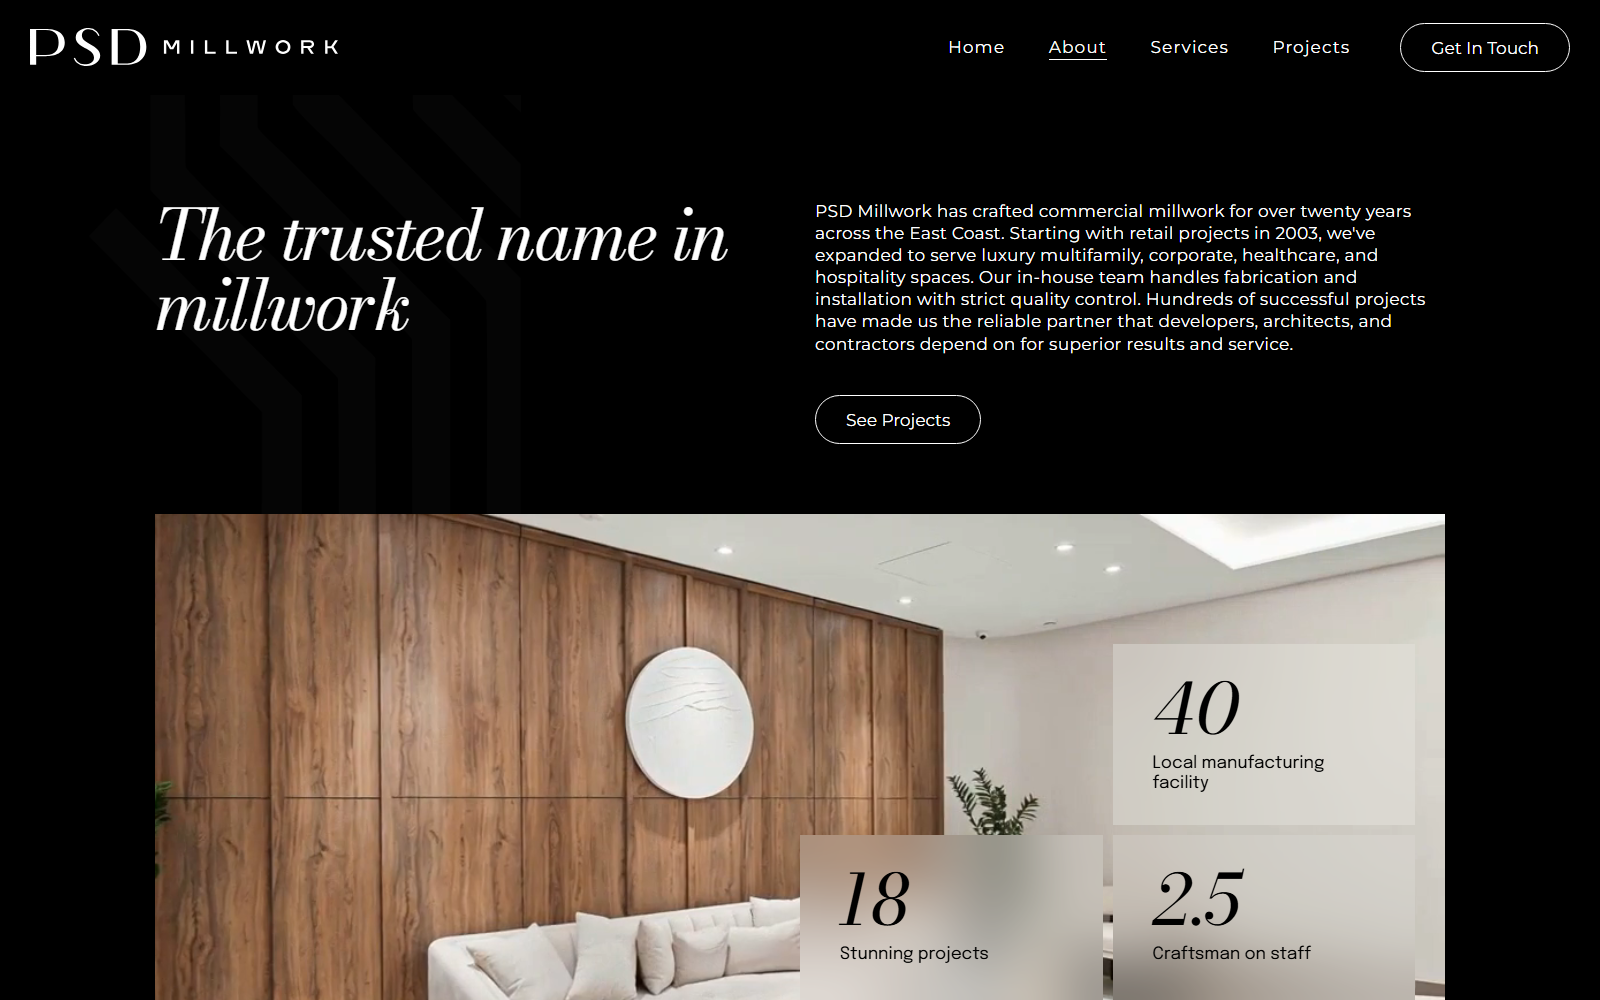 PSD MILLWORK
Home
About
Services
Projects
Get In Touch
The trusted name in
millwork
PSD Millwork has crafted commercial millwork for over twenty years
across the East Coast. Starting with retail projects in 2003, we've
expanded to serve luxury multifamily, corporate, healthcare, and
hospitality spaces. Our in-house team handles fabrication and
installation with strict quality control. Hundreds of successful projects
have made us the reliable partner that developers, architects, and
contractors depend on for superior results and service.
See Projects
40
Local manufacturing
facility
18
Stunning projects
2.5
Craftsman on staff